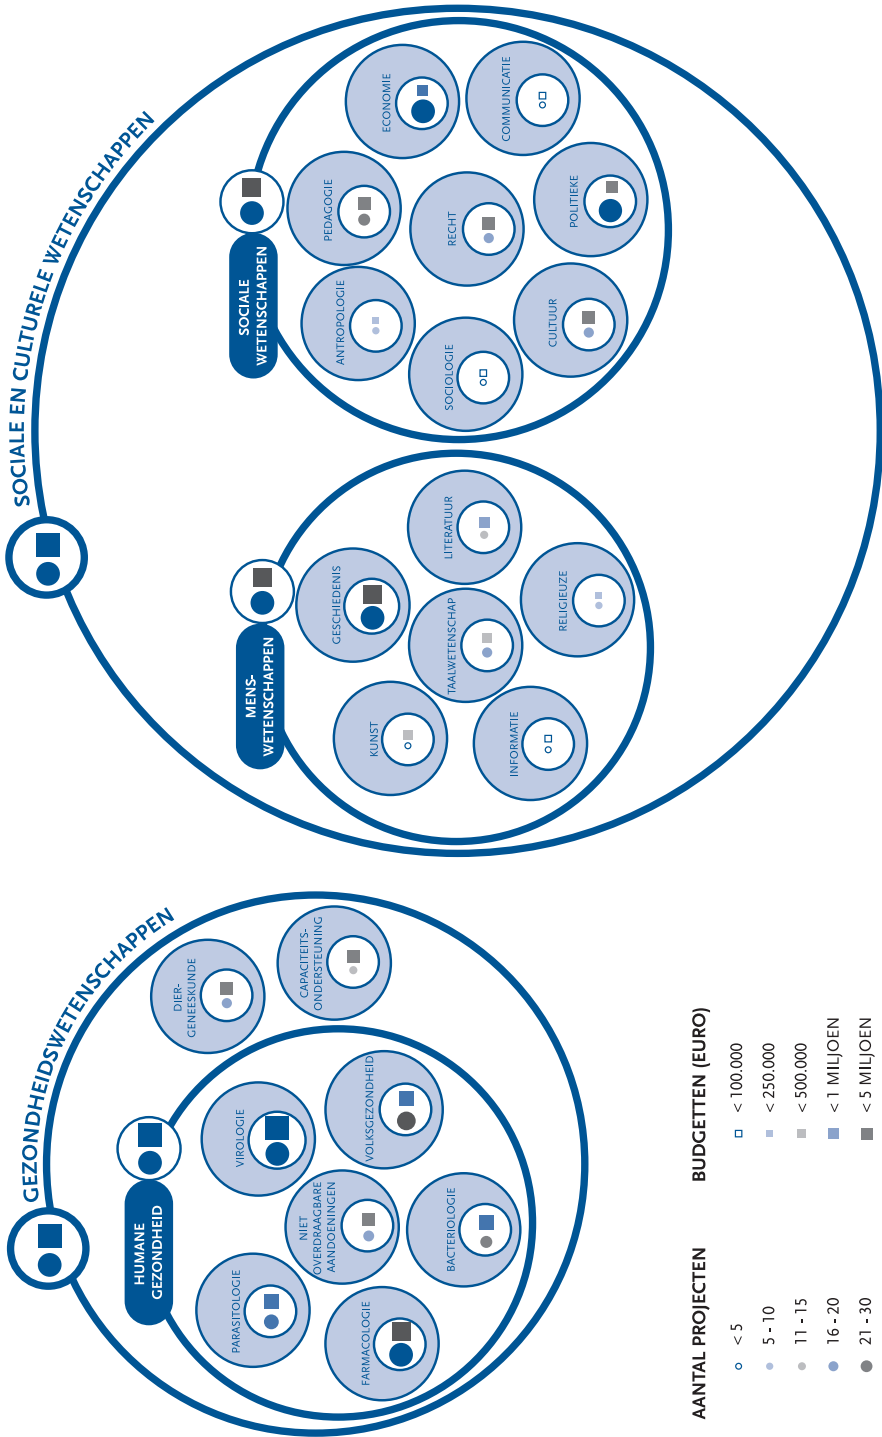 GEZONDHEIDSWETENSCHAPPEN
HUMANE
GEZONDHEID
PARASITOLOGIE
VIROLOGIE
FARMACOLOGIE
NIET
OVERDRAAGBARE
AANDOENINGEN
VOLKSGEZONDHEID
BACTERIOLOGIE
DIER-
GENEESKUNDE
CAPACITEITS-
ONDERSTEUNING
SOCIALE EN CULTURELE WETENSCHAPPEN
MENS-
WETENSCHAPPEN
KUNST
GESCHIEDENIS
LITERATUUR
TAALWETENSCHAP
INFORMATIE
RELIGIEUZE
SOCIALE
WETENSCHAPPEN
ANTROPOLOGIE
PEDAGOGIE
ECONOMIE
SOCIOLOGIE
RECHT
COMMUNICATIE
CULTUUR
POLITIEKE
AANTAL PROJECTEN
< 5
5 - 10
11 - 15
16 - 20
21 - 30
BUDGETTEN (EURO)
< 100.000
< 250.000
< 500.000
< 1 MILJOEN
< 5 MILJOEN